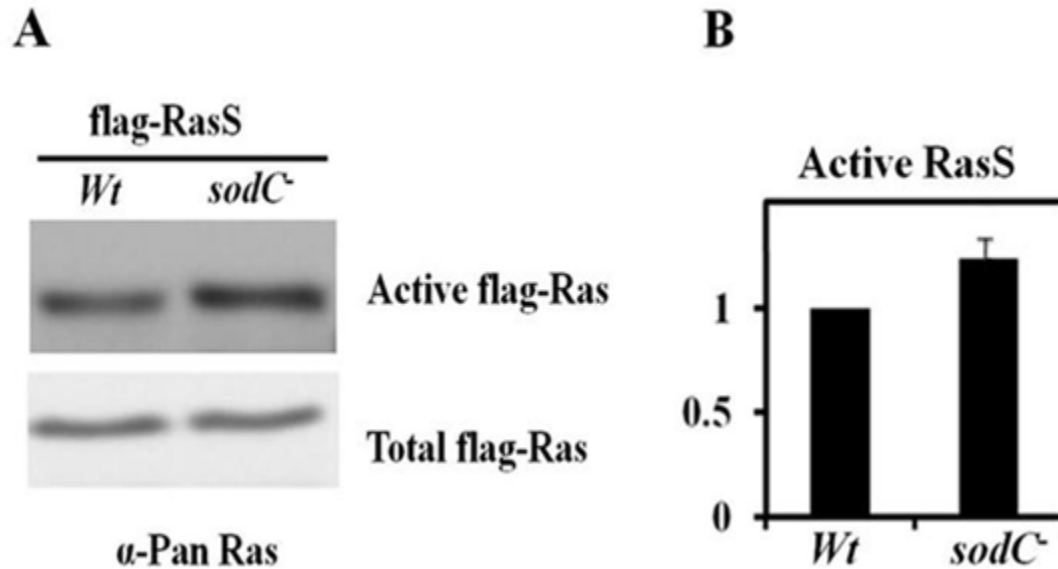 A
flag-RasS
Wt sodC-
Active flag-Ras
Total flag-Ras
α-Pan Ras
B
Active RasS
1
0.5
0
Wt sodC-